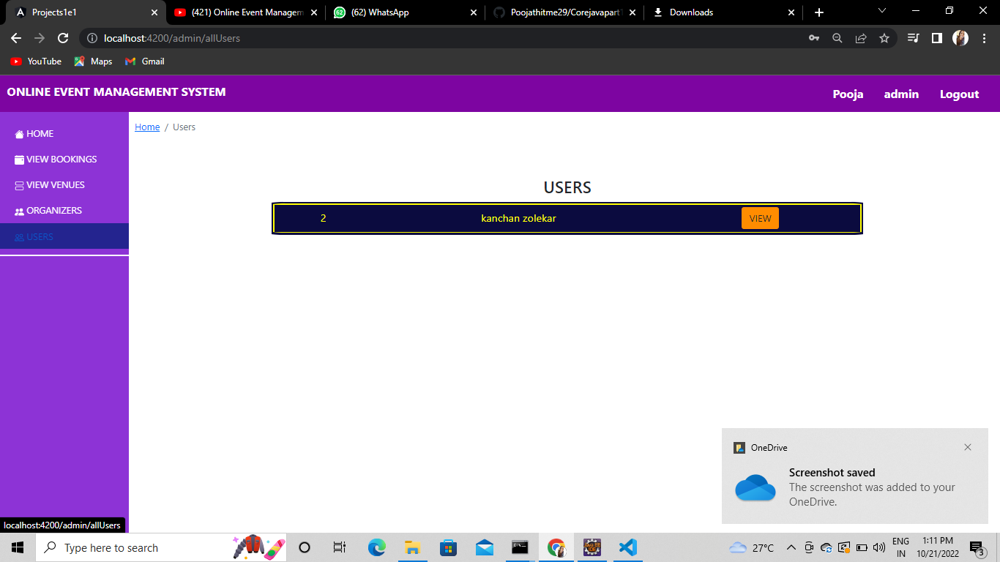 Projects1e1
(421) Online Event Managem
(62) WhatsApp
Poojathitme29/Corejavapart1
Downloads
localhost:4200/admin/allUsers
YouTube
Maps
Gmail
ONLINE EVENT MANAGEMENT SYSTEM
Pooja
admin
Logout
HOME
VIEW BOOKINGS
VIEW VENUES
ORGANIZERS
USERS
Home / Users
USERS
2 kanchan zolekar VIEW
OneDrive
Screenshot saved
The screenshot was added to your
OneDrive.
localhost:4200/admin/allUsers
Type here to search
27°C
ENG
IN
1:11 PM
10/21/2022
3